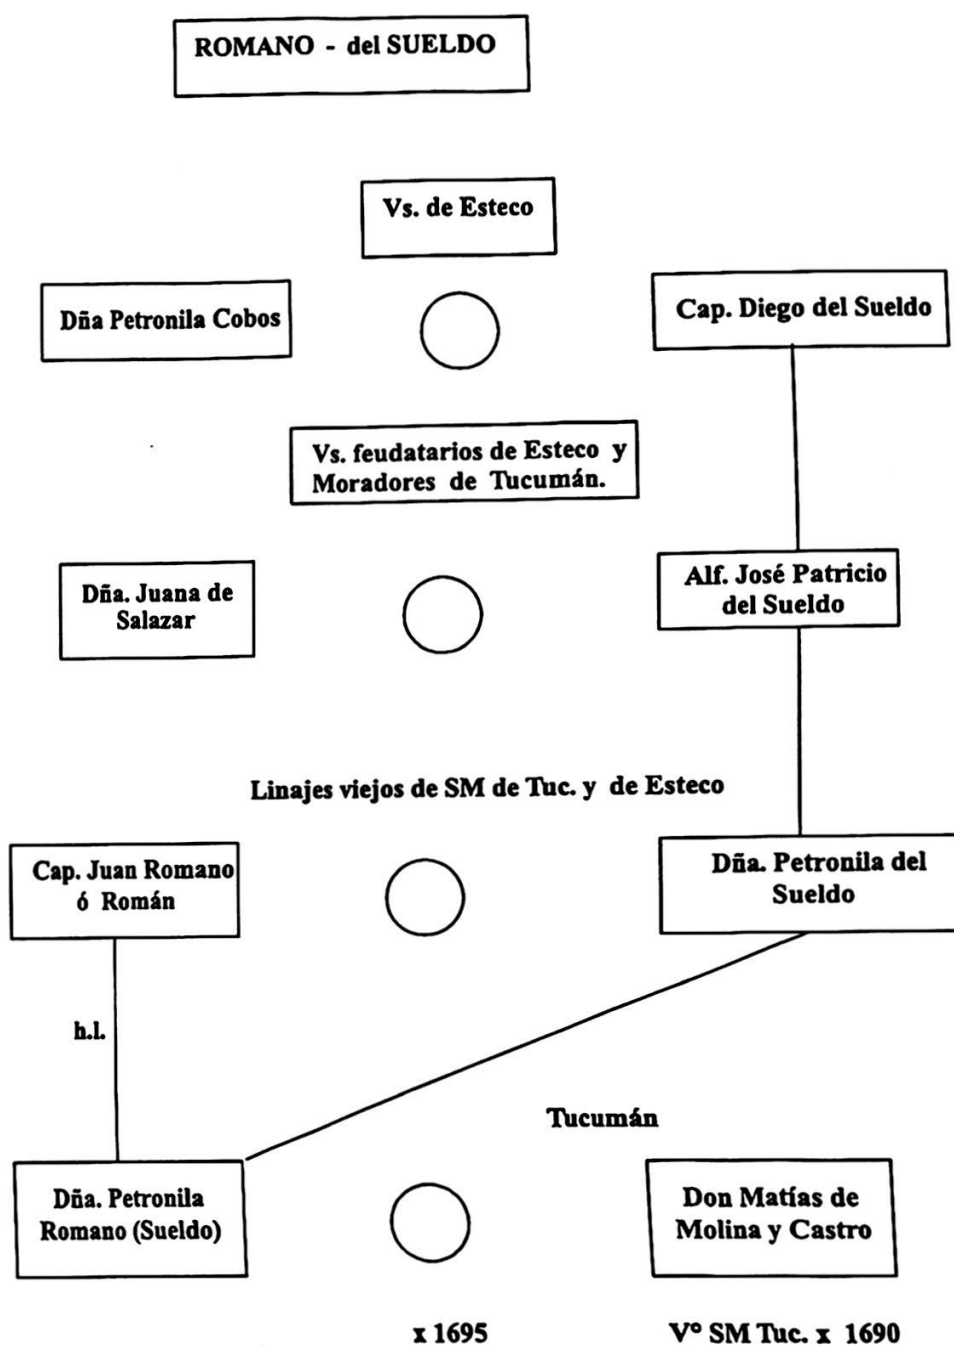 ROMANO - del SUELDO
Vs. de Esteco
Dña Petronila Cobos
Cap. Diego del Sueldo
Vs. feudatarios de Esteco y
Moradores de Tucumán.
Dña. Juana de
Salazar
Alf. José Patricio
del Sueldo
Linajes viejos de SM de Tuc. y de Esteco
Cap. Juan Romano
ó Román
Dña. Petronila del
Sueldo
h.l.
Tucumán
Dña. Petronila
Romano (Sueldo)
Don Matías de
Molina y Castro
x 1695
Vº SM Tuc. x 1690